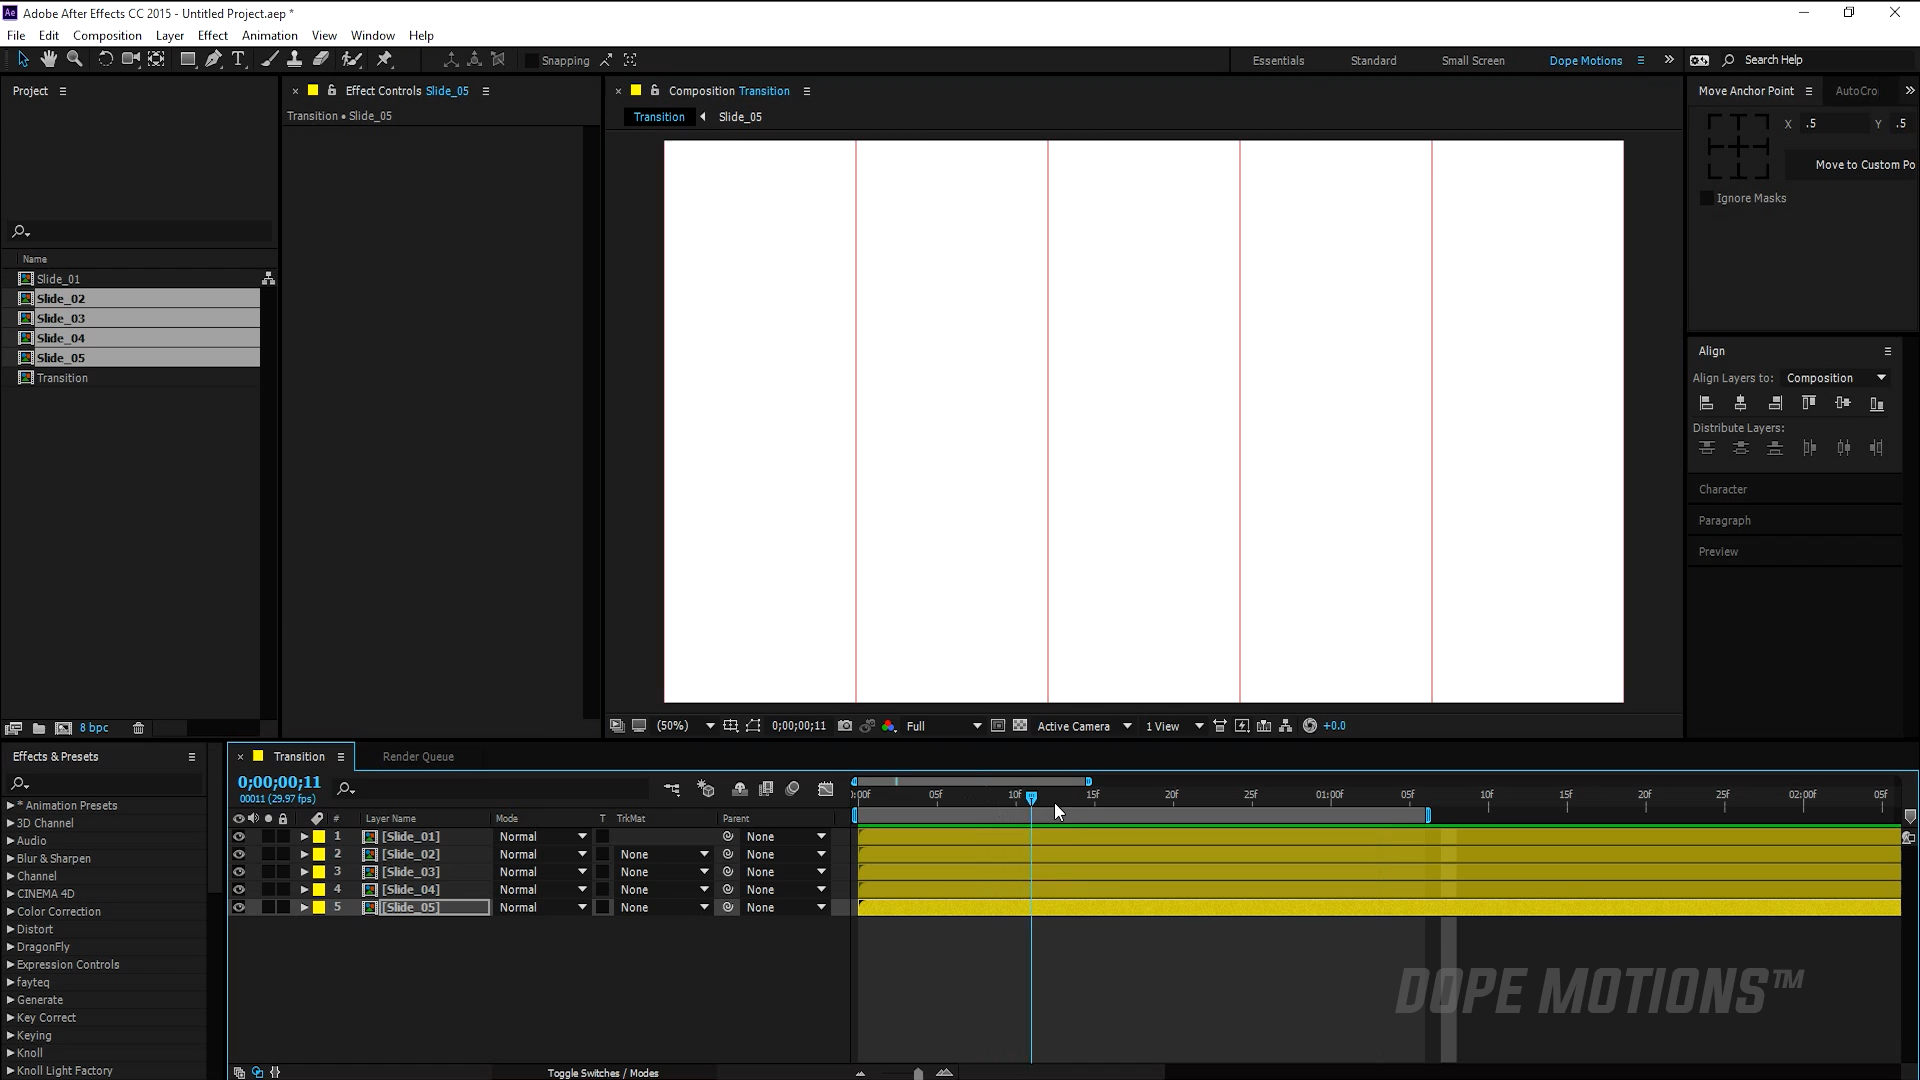 Ae Adobe After Effects CC 2015 - Untitled Project.aep *
File Edit Composition Layer Effect Animation View Window Help
Snapping Essentials Standard Small Screen Dope Motions Search Help
Project Effect Controls Slide_05 Composition Transition Move Anchor Point AutoCro
Transition • Slide_05 Transition Slide_05
X .5 Y .5
Move to Custom Po
Ignore Masks
Name
Slide_01
Slide_02
Slide_03
Slide_04
Slide_05
Transition
Align
Align Layers to: Composition
Distribute Layers:
Character
Paragraph
Preview
8 bpc (50%) 0;00;00;11 Full Active Camera 1 View +0.0
Effects & Presets Transition Render Queue
0;00;00;11
00011 (29.97 fps)
0:00f 05f 10f 15f 20f 25f 01:00f 05f 10f 15f 20f 25f 02:00f 05f
# Layer Name Mode T TrkMat Parent
1 [Slide_01] Normal None
2 [Slide_02] Normal None None
3 [Slide_03] Normal None None
4 [Slide_04] Normal None None
5 [Slide_05] Normal None None
* Animation Presets
3D Channel
Audio
Blur & Sharpen
Channel
CINEMA 4D
Color Correction
Distort
DragonFly
Expression Controls
fayteq
Generate
Key Correct
Keying
Knoll
Knoll Light Factory
Toggle Switches / Modes
DOPE MOTIONS™